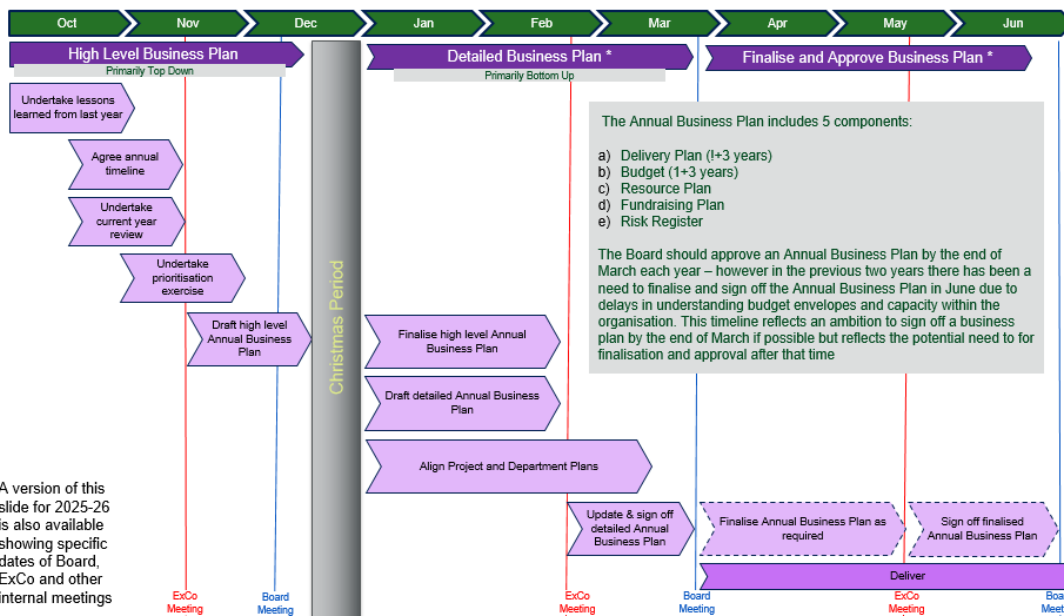 Oct
Nov
Dec
Jan
Feb
Mar
Apr
May
Jun
High Level Business Plan
Primarily Top Down
Detailed Business Plan *
Primarily Bottom Up
Finalise and Approve Business Plan *
Undertake lessons
learned from last year
Agree annual
timeline
Undertake
current year
review
Undertake
prioritisation
exercise
Draft high level
Annual Business
Plan
Christmas Period
Finalise high level Annual
Business Plan
Draft detailed Annual Business
Plan
Align Project and Department Plans
Update & sign off
detailed Annual
Business Plan
Finalise Annual Business Plan as
required
Sign off finalised
Annual Business Plan
Deliver
The Annual Business Plan includes 5 components:
a) Delivery Plan (!+3 years)
b) Budget (1+3 years)
c) Resource Plan
d) Fundraising Plan
e) Risk Register
The Board should approve an Annual Business Plan by the end of
March each year – however in the previous two years there has been a
need to finalise and sign off the Annual Business Plan in June due to
delays in understanding budget envelopes and capacity within the
organisation. This timeline reflects an ambition to sign off a business
plan by the end of March if possible but reflects the potential need to for
finalisation and approval after that time
A version of this
slide for 2025-26
is also available
showing specific
dates of Board,
ExCo and other
internal meetings
ExCo
Meeting
Board
Meeting
ExCo
Meeting
Board
Meeting
ExCo
Meeting